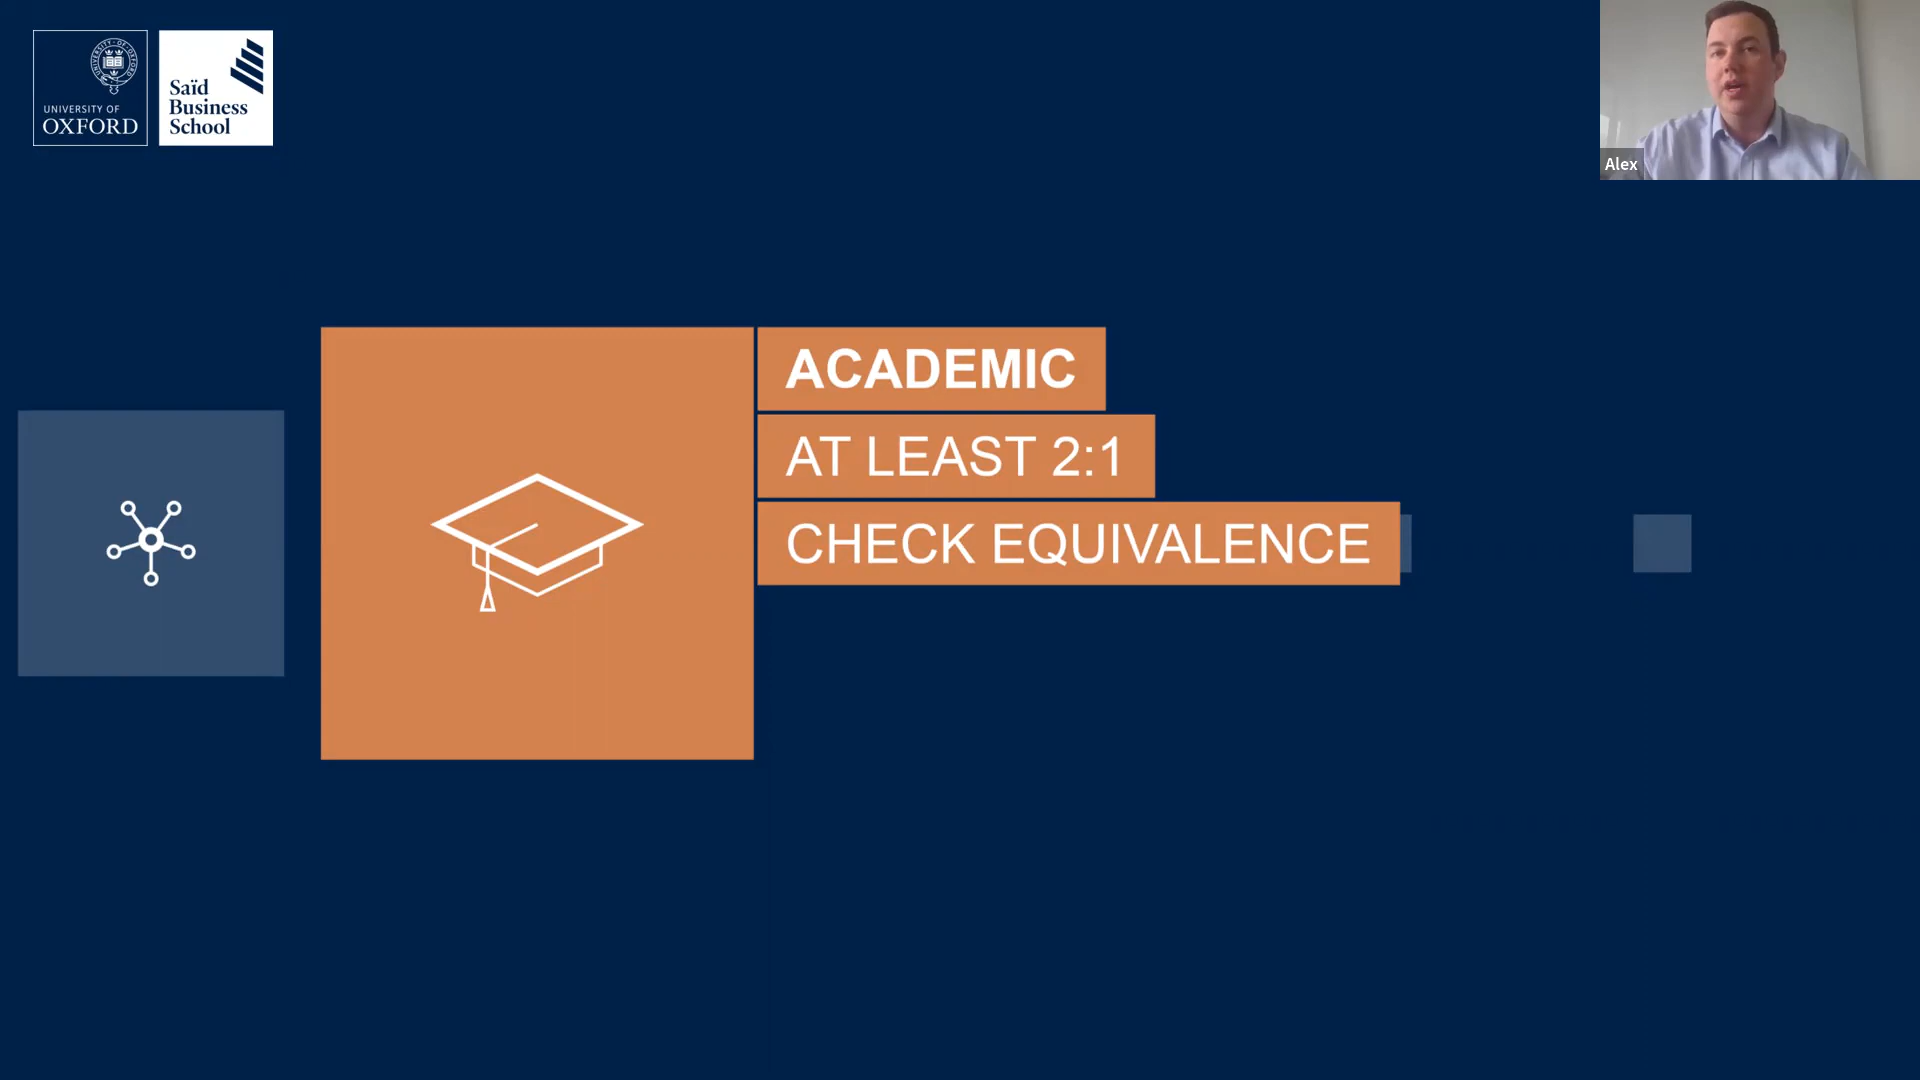 UNIVERSITY OF
OXFORD
Saïd
Business
School
Alex
ACADEMIC
AT LEAST 2:1
CHECK EQUIVALENCE